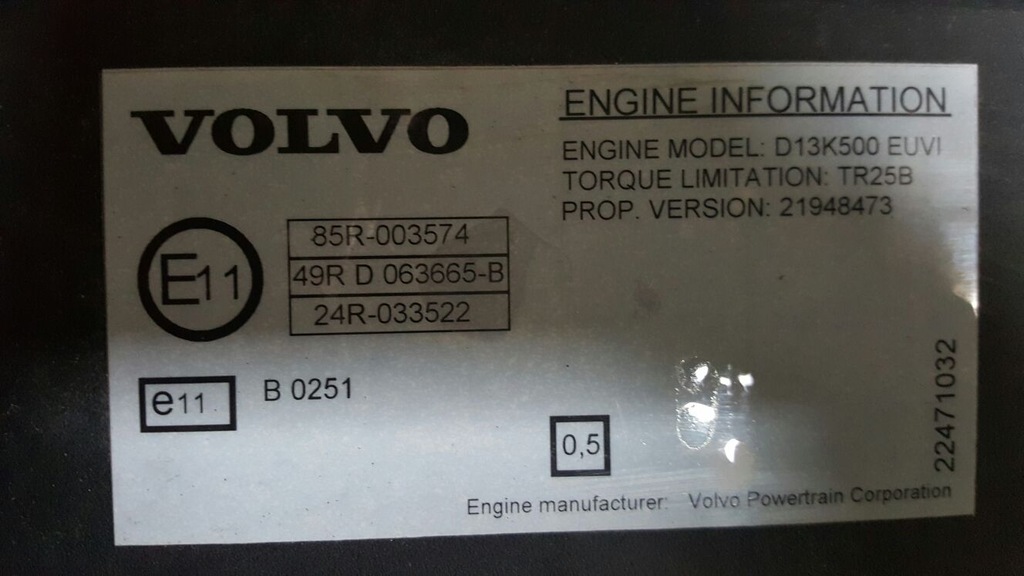 VOLVO
ENGINE INFORMATION
ENGINE MODEL: D13K500 EUVI
TORQUE LIMITATION: TR25B
PROP. VERSION: 21948473
E11
85R-003574
49R D 063665-B
24R-033522
e11
B 0251
0,5
22471032
Engine manufacturer: Volvo Powertrain Corporation